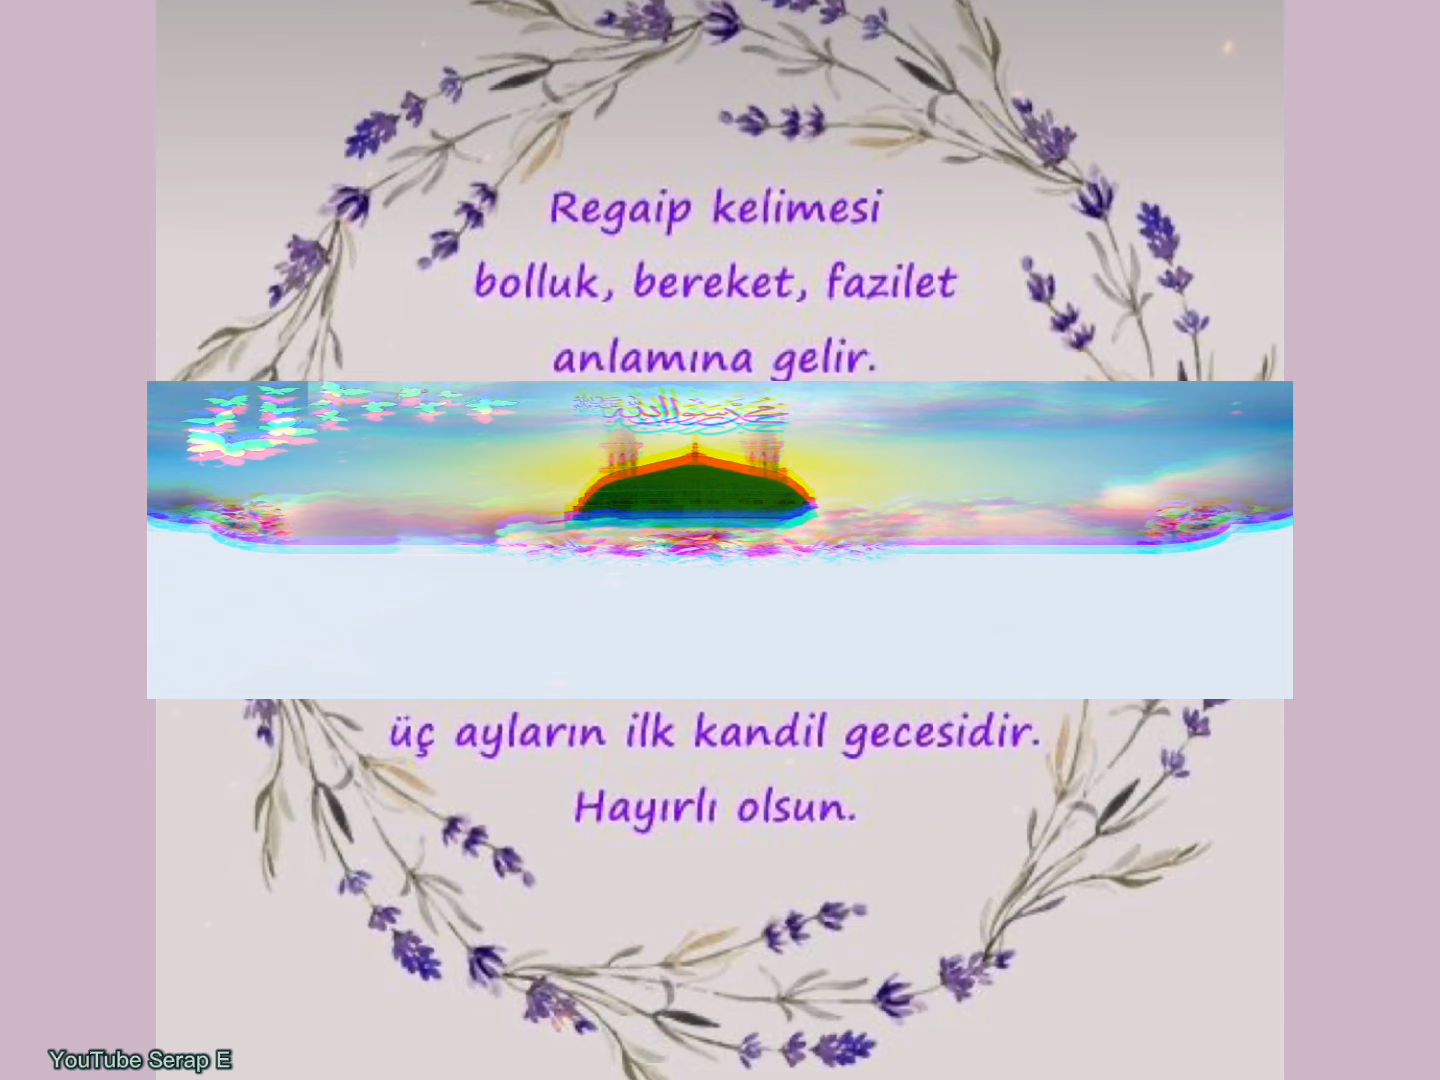 Regaip kelimesi
bolluk, bereket, fazilet
anlamına gelir.
üç ayların ilk kandil gecesidir.
Hayırlı olsun.
YouTube Serap E